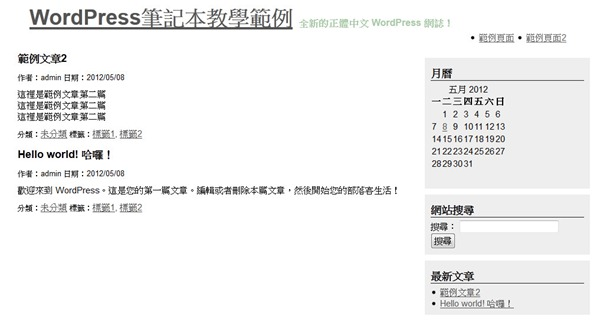 WordPress筆記本教學範例 全新的正體中文 WordPress 網誌！
• 範例頁面 • 範例頁面2
範例文章2
作者：admin 日期：2012/05/08
這裡是範例文章第二篇
這裡是範例文章第二篇
這裡是範例文章第二篇
分類：未分類 標籤：標籤1, 標籤2
Hello world! 哈囉！
作者：admin 日期：2012/05/08
歡迎來到 WordPress。這是您的第一篇文章。編輯或者刪除本篇文章，然後開始您的部落客生活！
分類：未分類 標籤：標籤1, 標籤2
月曆
五月 2012
一 二 三 四 五 六 日
1 2 3 4 5 6
7 8 9 10 11 12 13
14 15 16 17 18 19 20
21 22 23 24 25 26 27
28 29 30 31
網站搜尋
搜尋：
搜尋
最新文章
• 範例文章2
• Hello world! 哈囉！